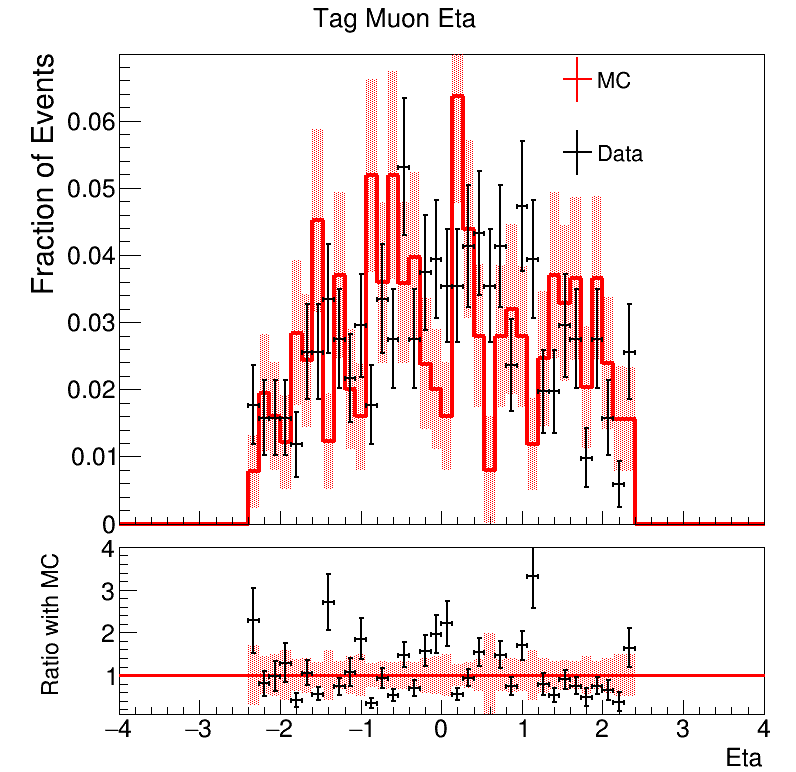 Tag Muon Eta
Fraction of Events
0.06
0.05
0.04
0.03
0.02
0.01
0
MC
Data
Ratio with MC
4
3
2
1
−4 −3 −2 −1 0 1 2 3 4
Eta